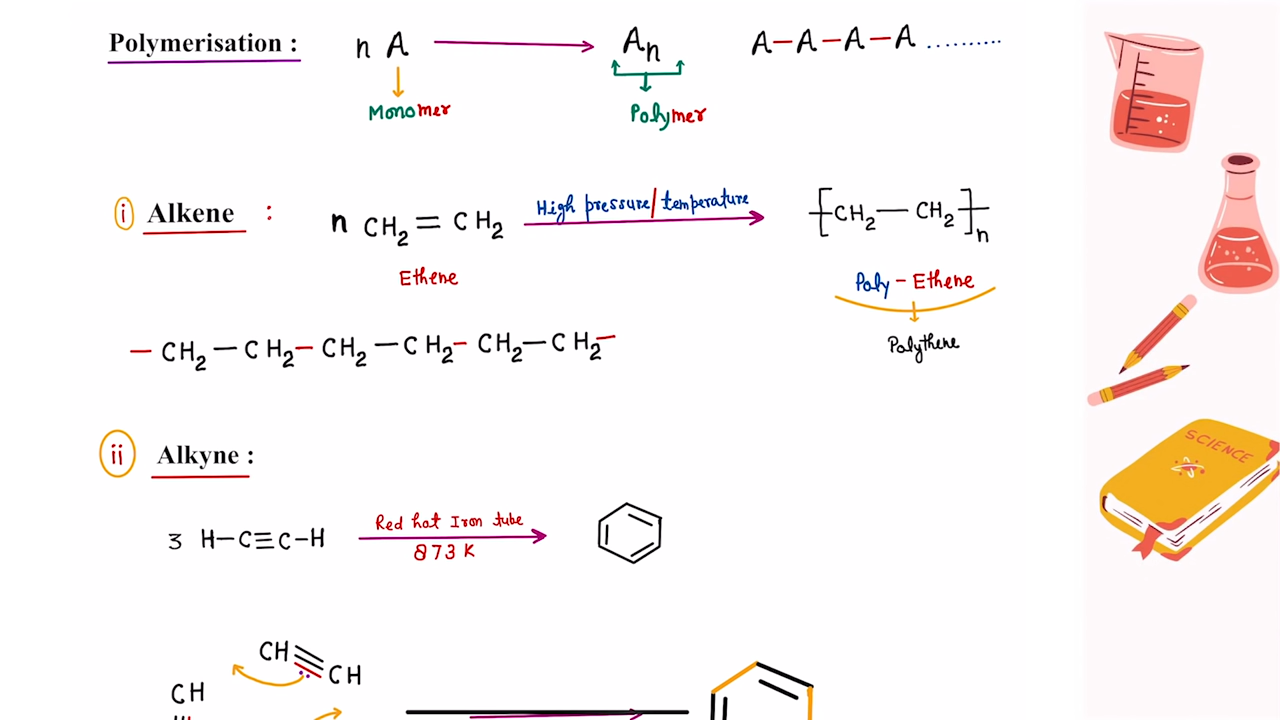 Polymerisation : n A → Aₙ A–A–A–A..........
Monomer Polymer
i Alkene : n CH₂=CH₂ High pressure/temperature → [CH₂–CH₂]ₙ
Ethene Poly-Ethene
–CH₂–CH₂–CH₂–CH₂–CH₂–CH₂– Polythene
ii Alkyne :
3 H–C≡C–H Red hot Iron tube →
873 K
CH≡CH
CH
SCIENCE